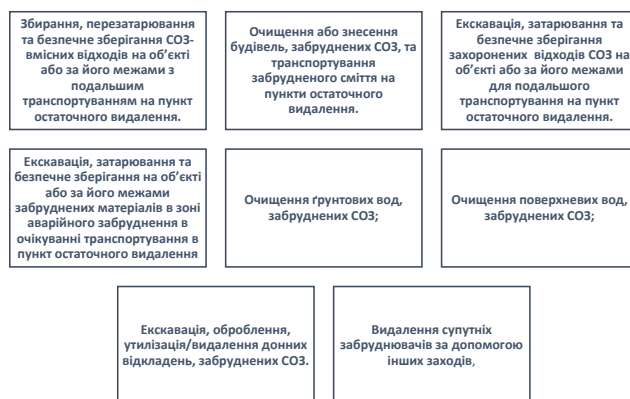 Збирання, перезатарювання
та безпечне зберігання СОЗ-
вмісних відходів на об’єкті
або за його межами з
подальшим
транспортуванням на пункт
остаточного видалення.
Очищення або знесення
будівель, забруднених СОЗ, та
транспортування
забрудненого сміття на
пункти остаточного
видалення.
Екскавація, затарювання та
безпечне зберігання
захоронених відходів СОЗ на
об’єкті або за його межами
для подальшого
транспортування на пункт
остаточного видалення.
Екскавація, затарювання та
безпечне зберігання на об’єкті
або за його межами
забруднених матеріалів в зоні
аварійного забруднення в
очікуванні транспортування в
пункт остаточного видалення
Очищення ґрунтових вод,
забруднених СОЗ;
Очищення поверхневих вод,
забруднених СОЗ;
Екскавація, оброблення,
утилізація/видалення донних
відкладень, забруднених СОЗ.
Видалення супутніх
забруднювачів за допомогою
інших заходів,